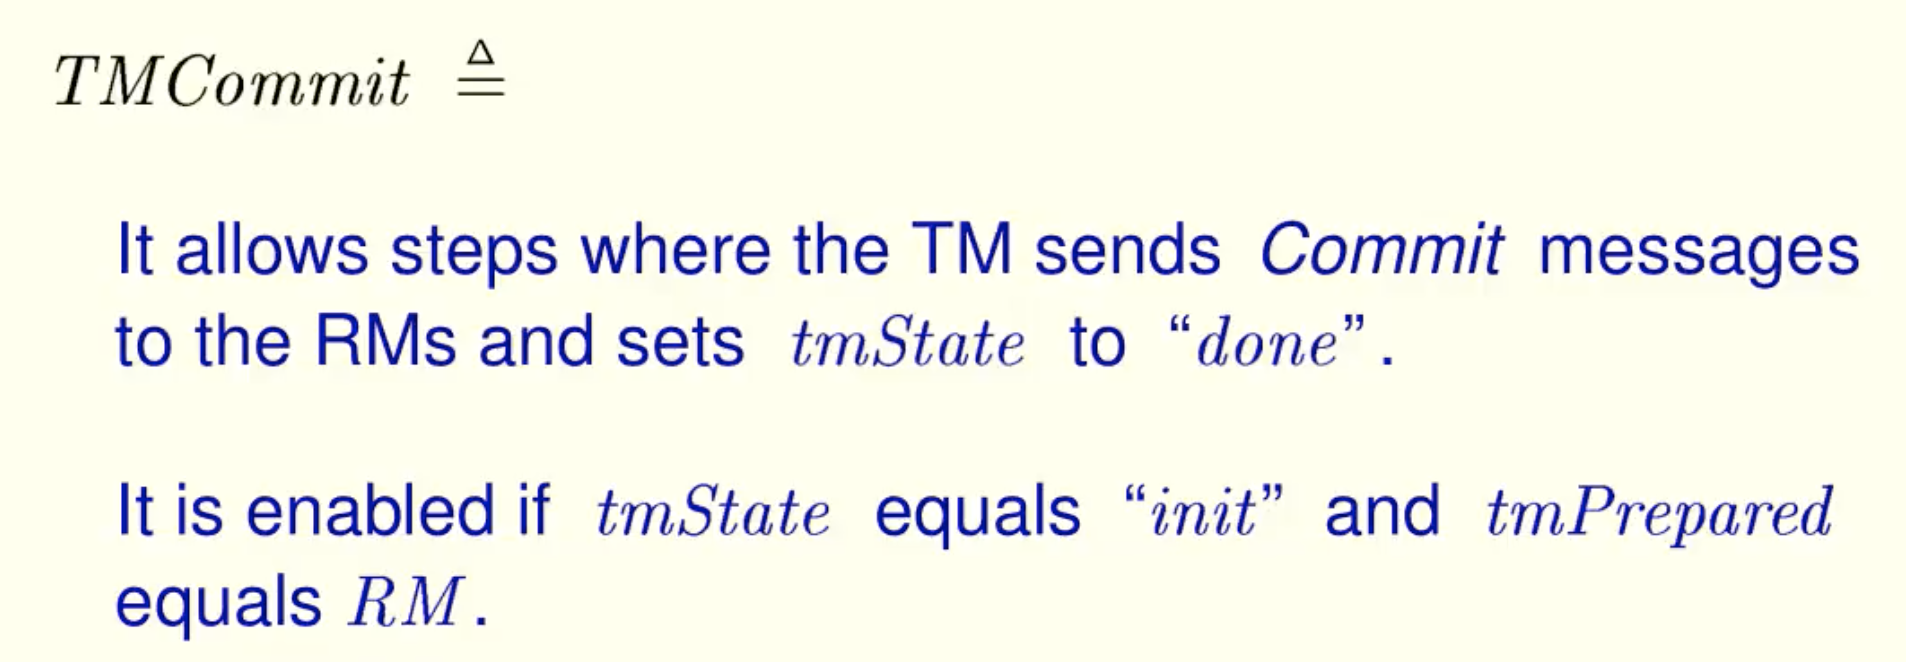 TMCommit ≜
It allows steps where the TM sends Commit messages
to the RMs and sets tmState to “done”.
It is enabled if tmState equals “init” and tmPrepared
equals RM.